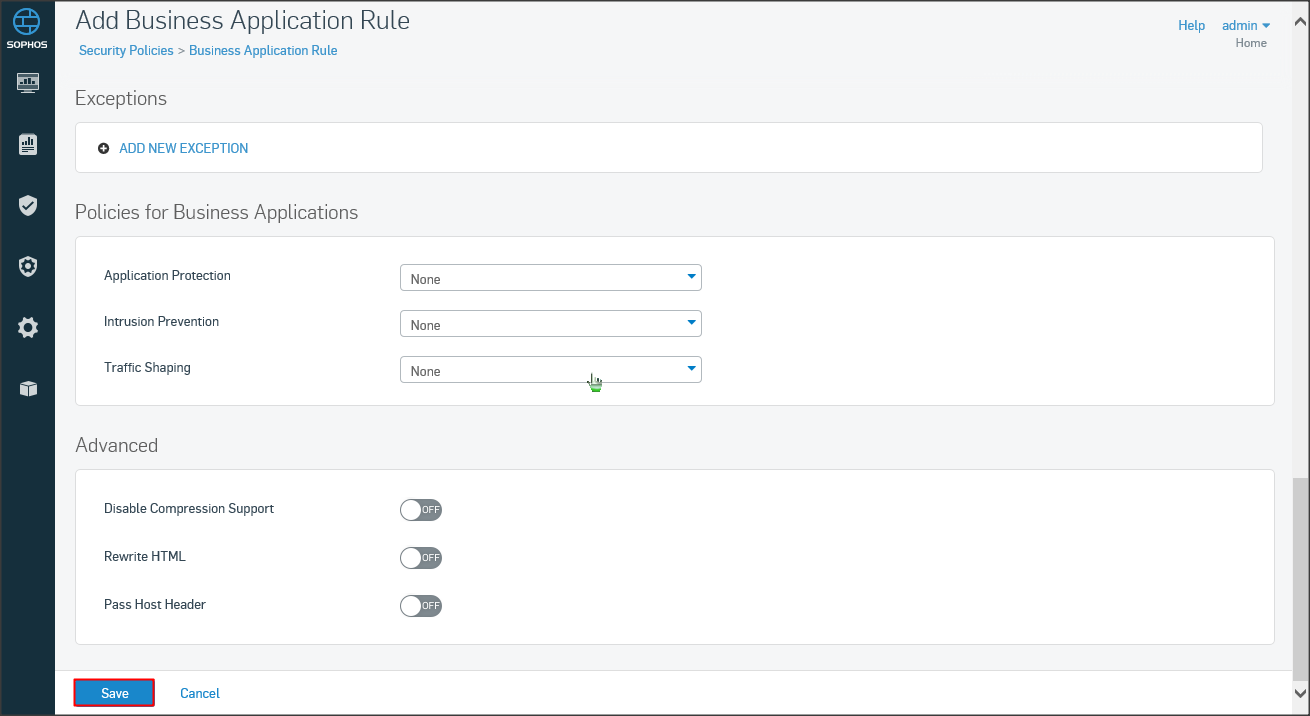 SOPHOS
Add Business Application Rule
Security Policies > Business Application Rule
Help admin
Home
Exceptions
ADD NEW EXCEPTION
Policies for Business Applications
Application Protection None
Intrusion Prevention None
Traffic Shaping None
Advanced
Disable Compression Support OFF
Rewrite HTML OFF
Pass Host Header OFF
Save Cancel